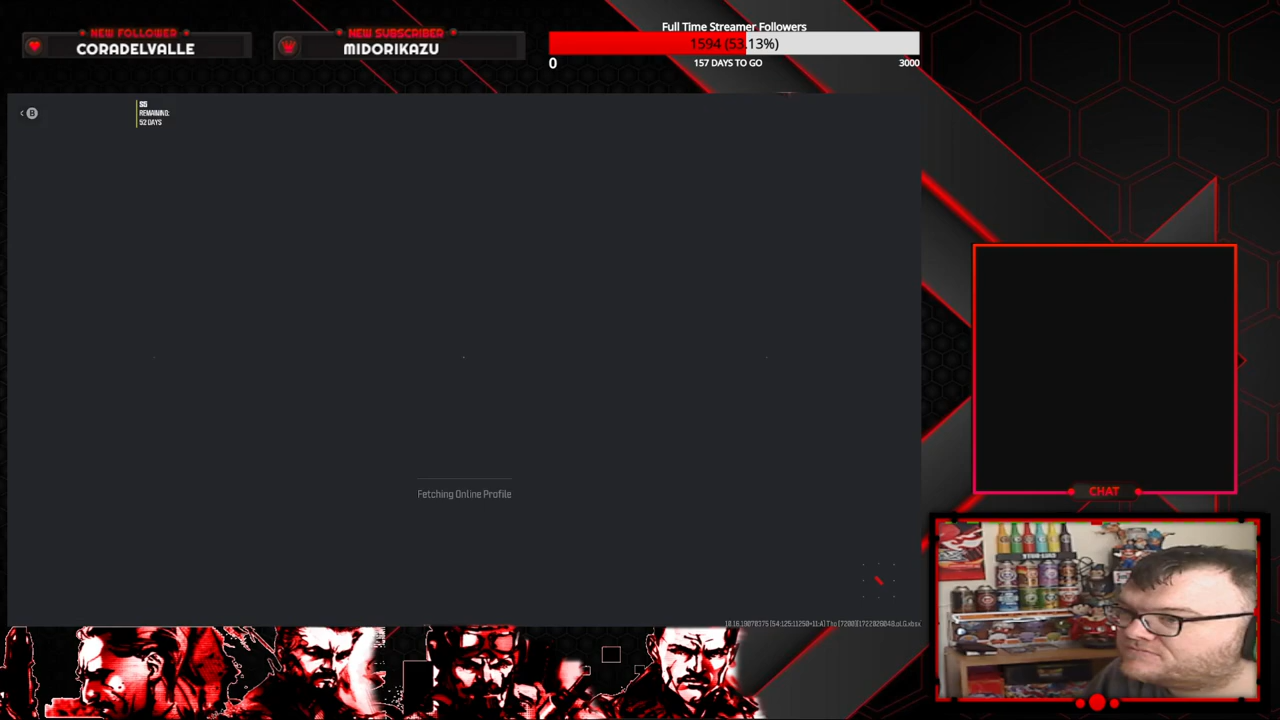 NEW FOLLOWER
CORADELVALLE
NEW SUBSCRIBER
MIDORIKAZU
Full Time Streamer Followers
1594 (53.13%)
0
157 DAYS TO GO
3000
B
S5
REMAINING:
52 DAYS
Fetching Online Profile
CHAT